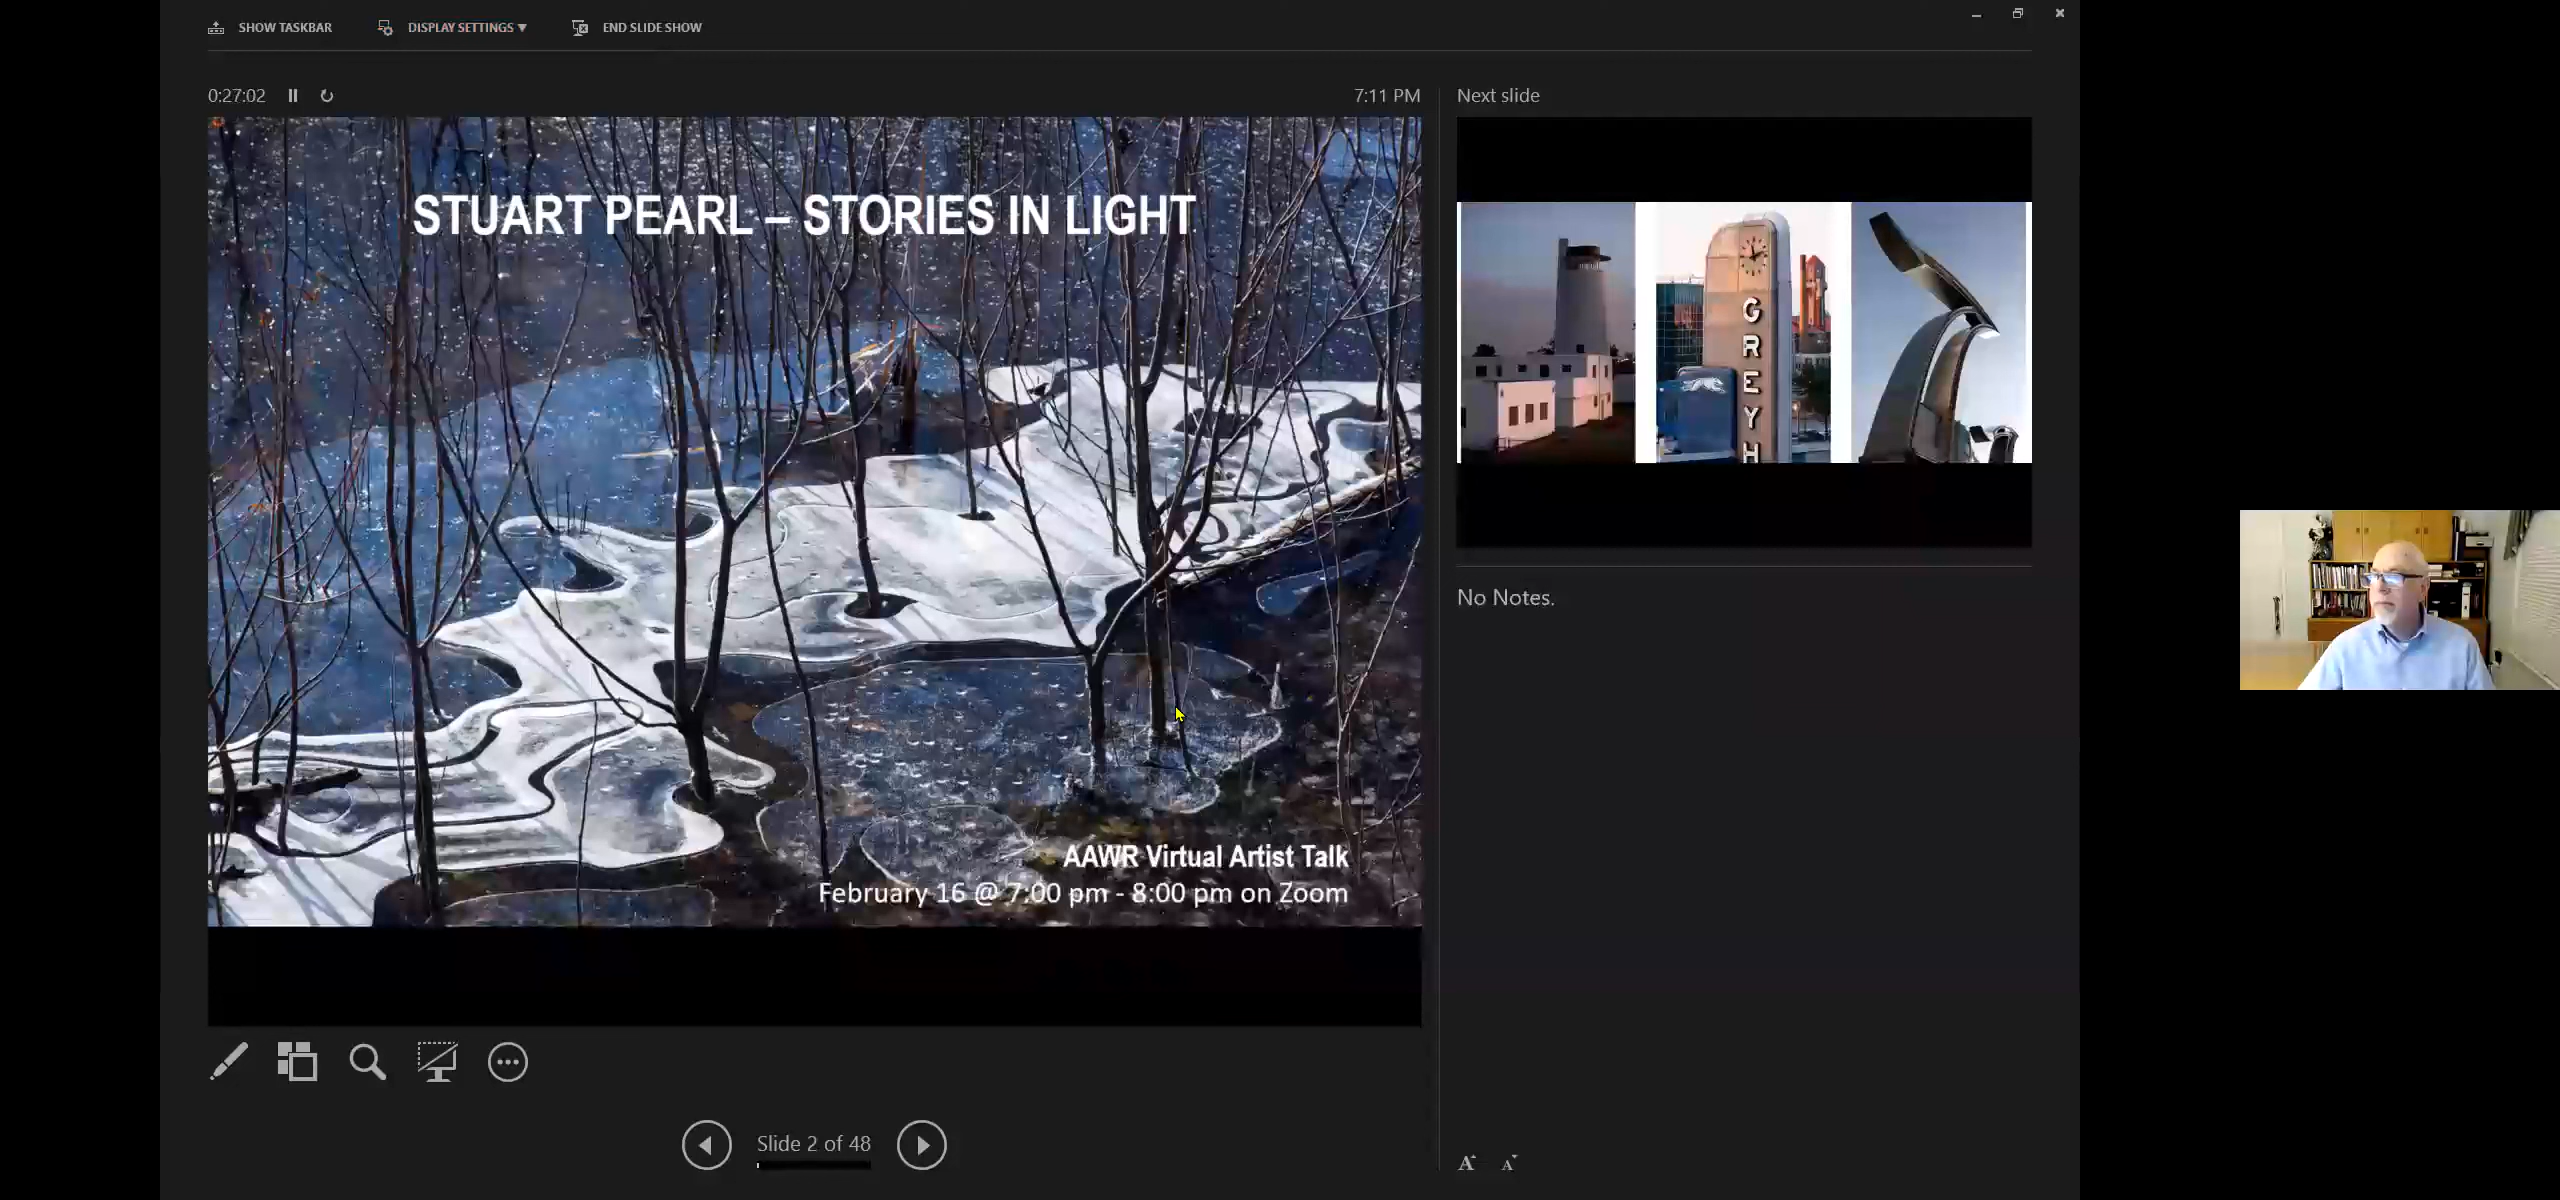 SHOW TASKBAR
DISPLAY SETTINGS ▼
END SLIDE SHOW
0:27:02
7:11 PM
Next slide
STUART PEARL – STORIES IN LIGHT
GREYH
No Notes.
AAWR Virtual Artist Talk
February 16 @ 7:00 pm - 8:00 pm on Zoom
Slide 2 of 48
A A